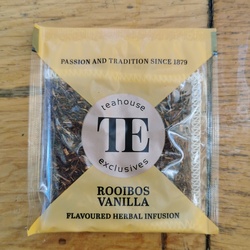 PASSION AND TRADITION SINCE 1879
teahouse
TE
exclusives
ROOIBOS
VANILLA
FLAVOURED HERBAL INFUSION